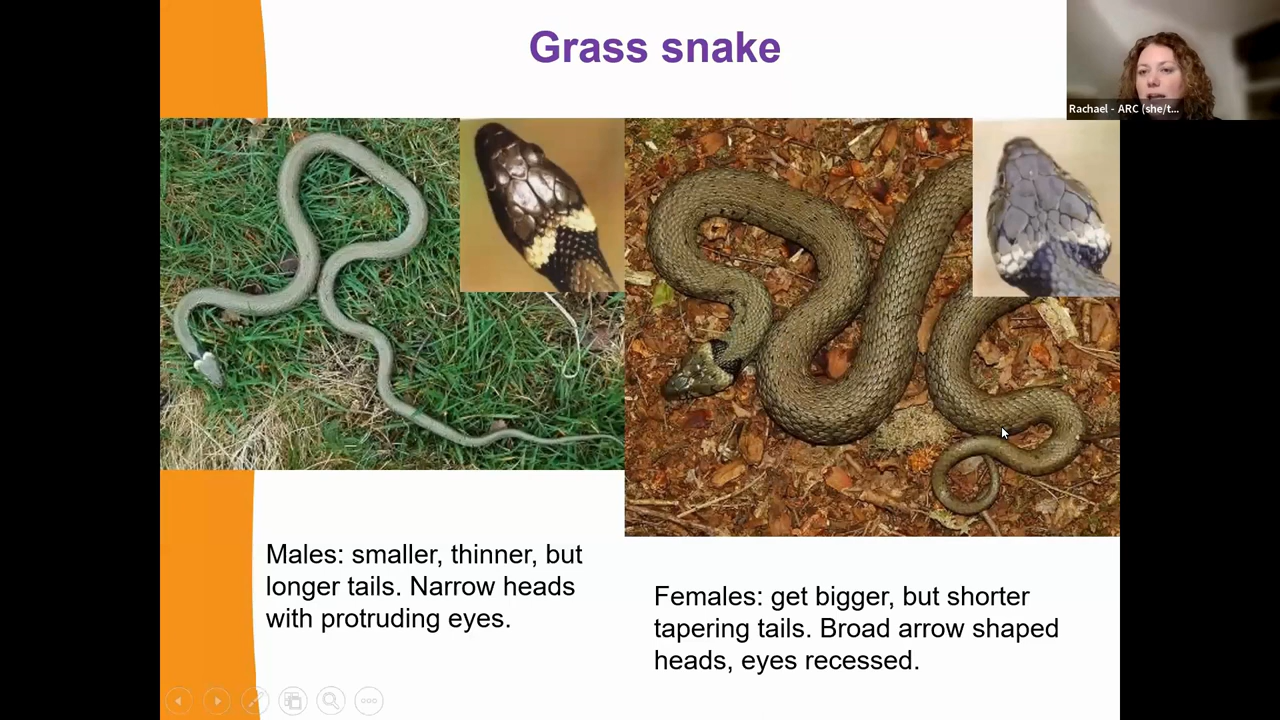 Grass snake
Rachael - ARC (she/t...
Males: smaller, thinner, but
longer tails. Narrow heads
with protruding eyes.
Females: get bigger, but shorter
tapering tails. Broad arrow shaped
heads, eyes recessed.